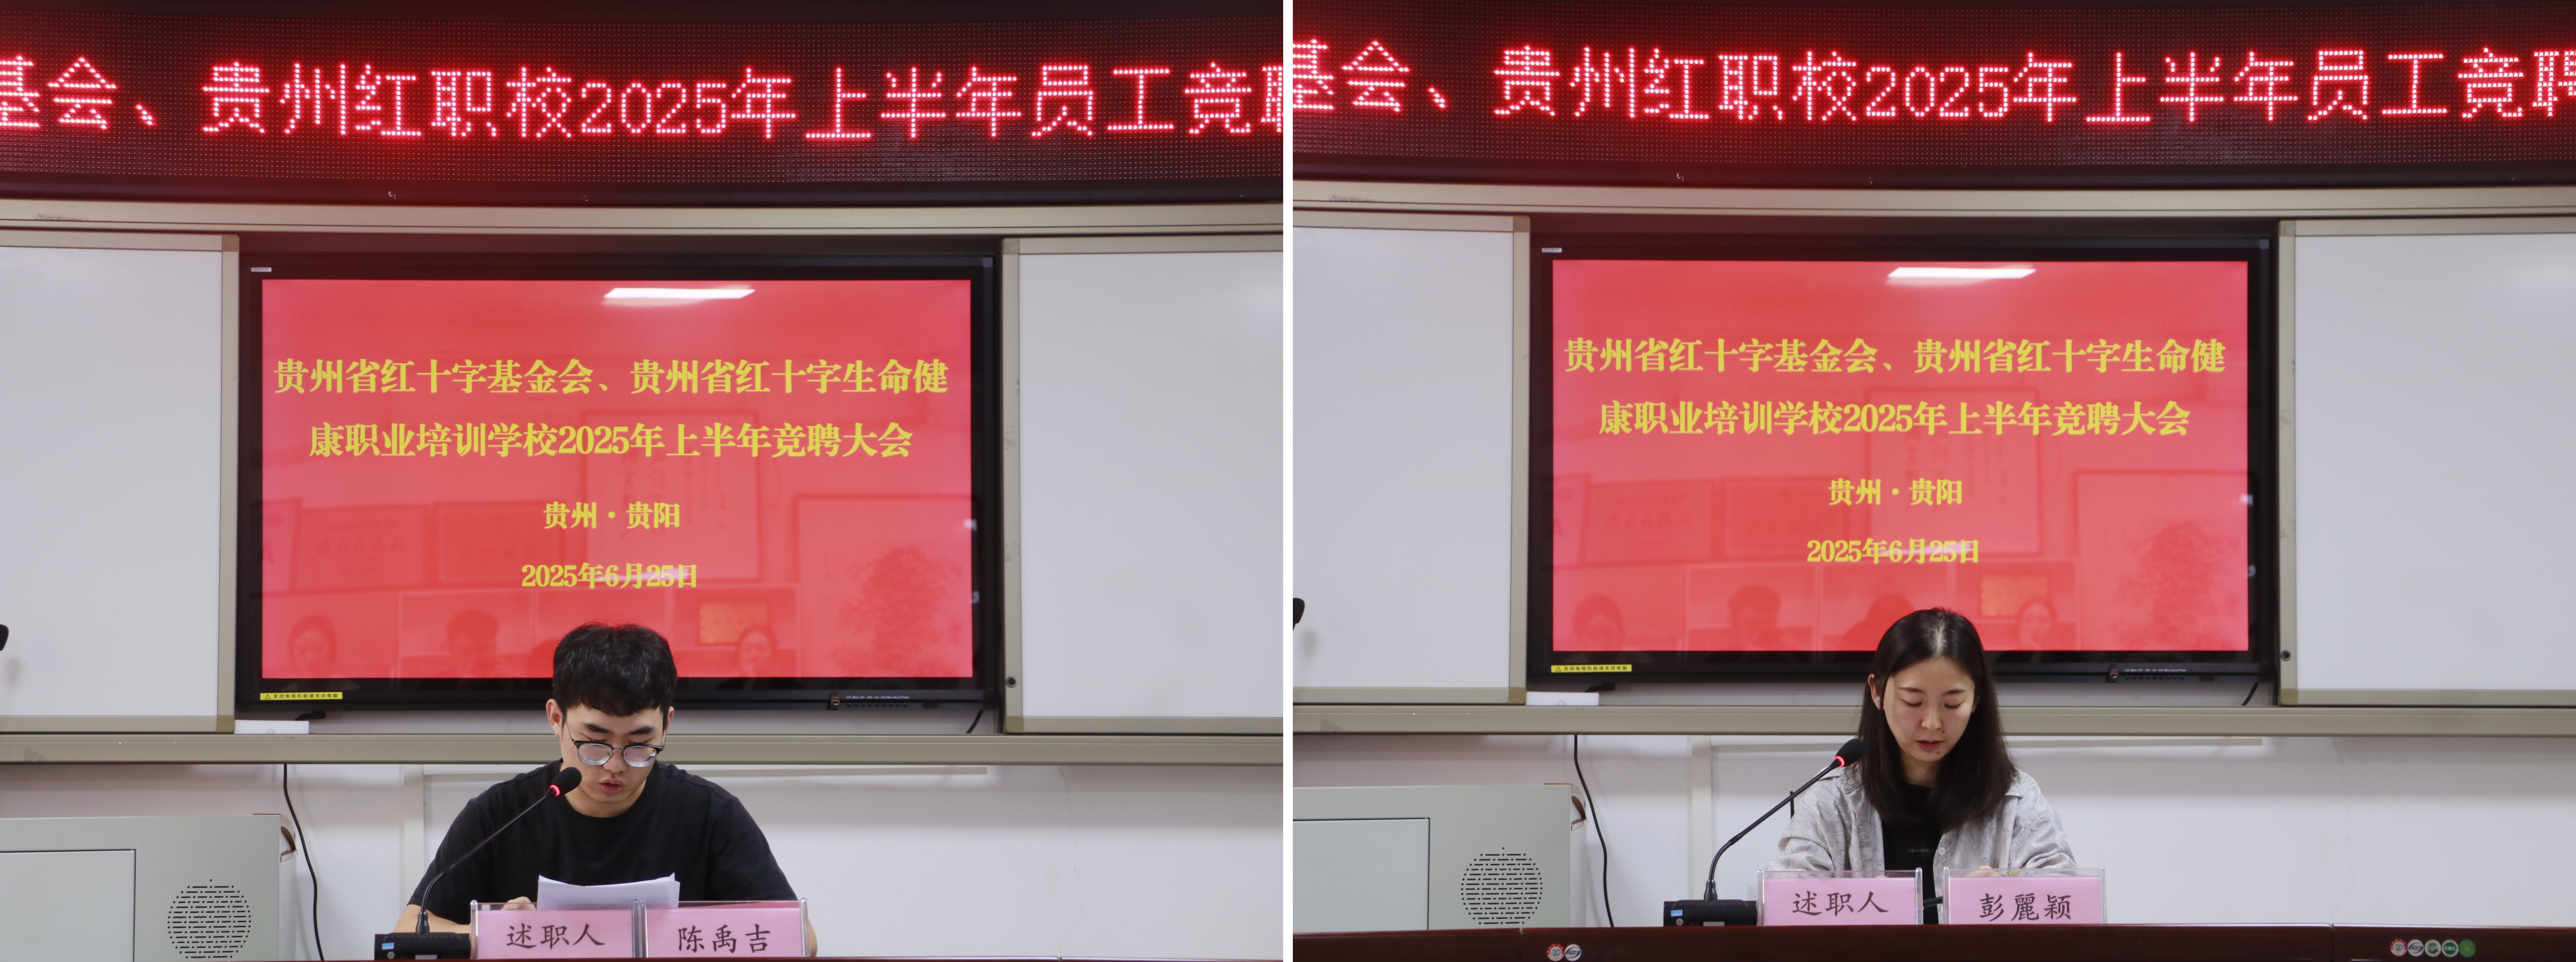 基会、贵州红职校2025年上半年员工竞聘
贵州省红十字基金会、贵州省红十字生命健
康职业培训学校2025年上半年竞聘大会
贵州·贵阳
2025年6月25日
述职人
陈禹吉
基会、贵州红职校2025年上半年员工竞聘
贵州省红十字基金会、贵州省红十字生命健
康职业培训学校2025年上半年竞聘大会
贵州·贵阳
2025年6月25日
述职人
彭麗颖